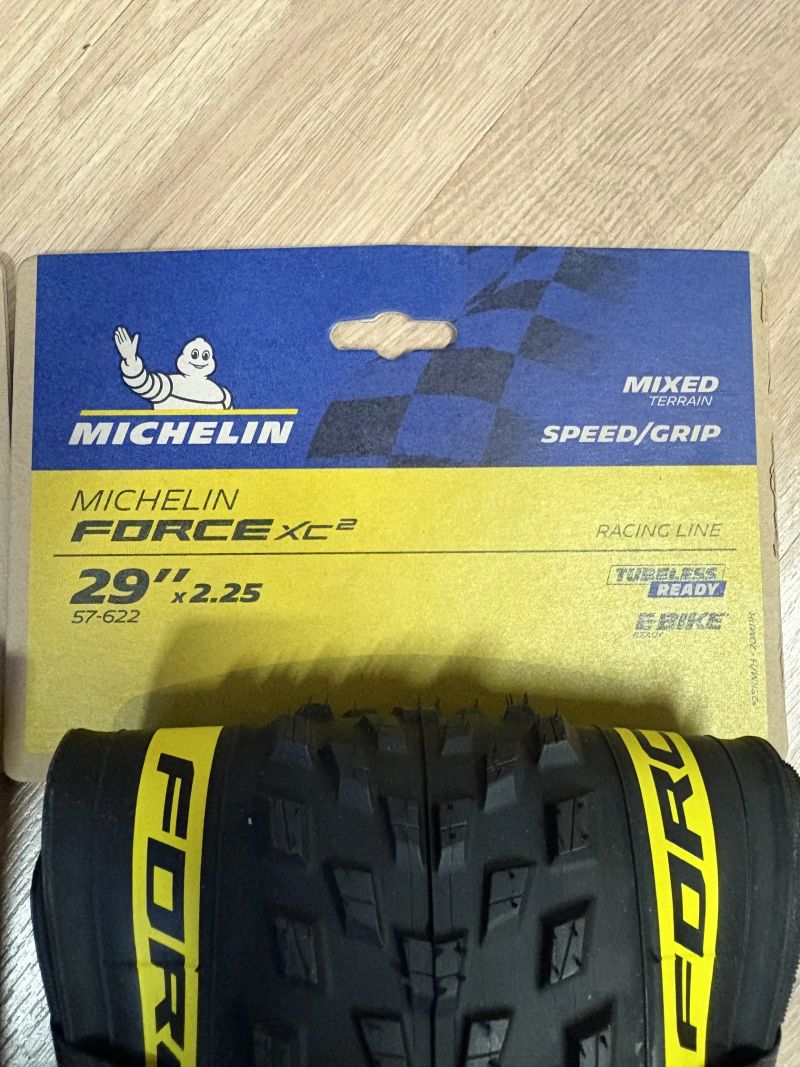 MICHELIN
MIXED
TERRAIN
SPEED/GRIP
MICHELIN
FORCE XC²
RACING LINE
29" x 2.25
57-622
TUBELESS
READY
E-BIKE
READY
FORC